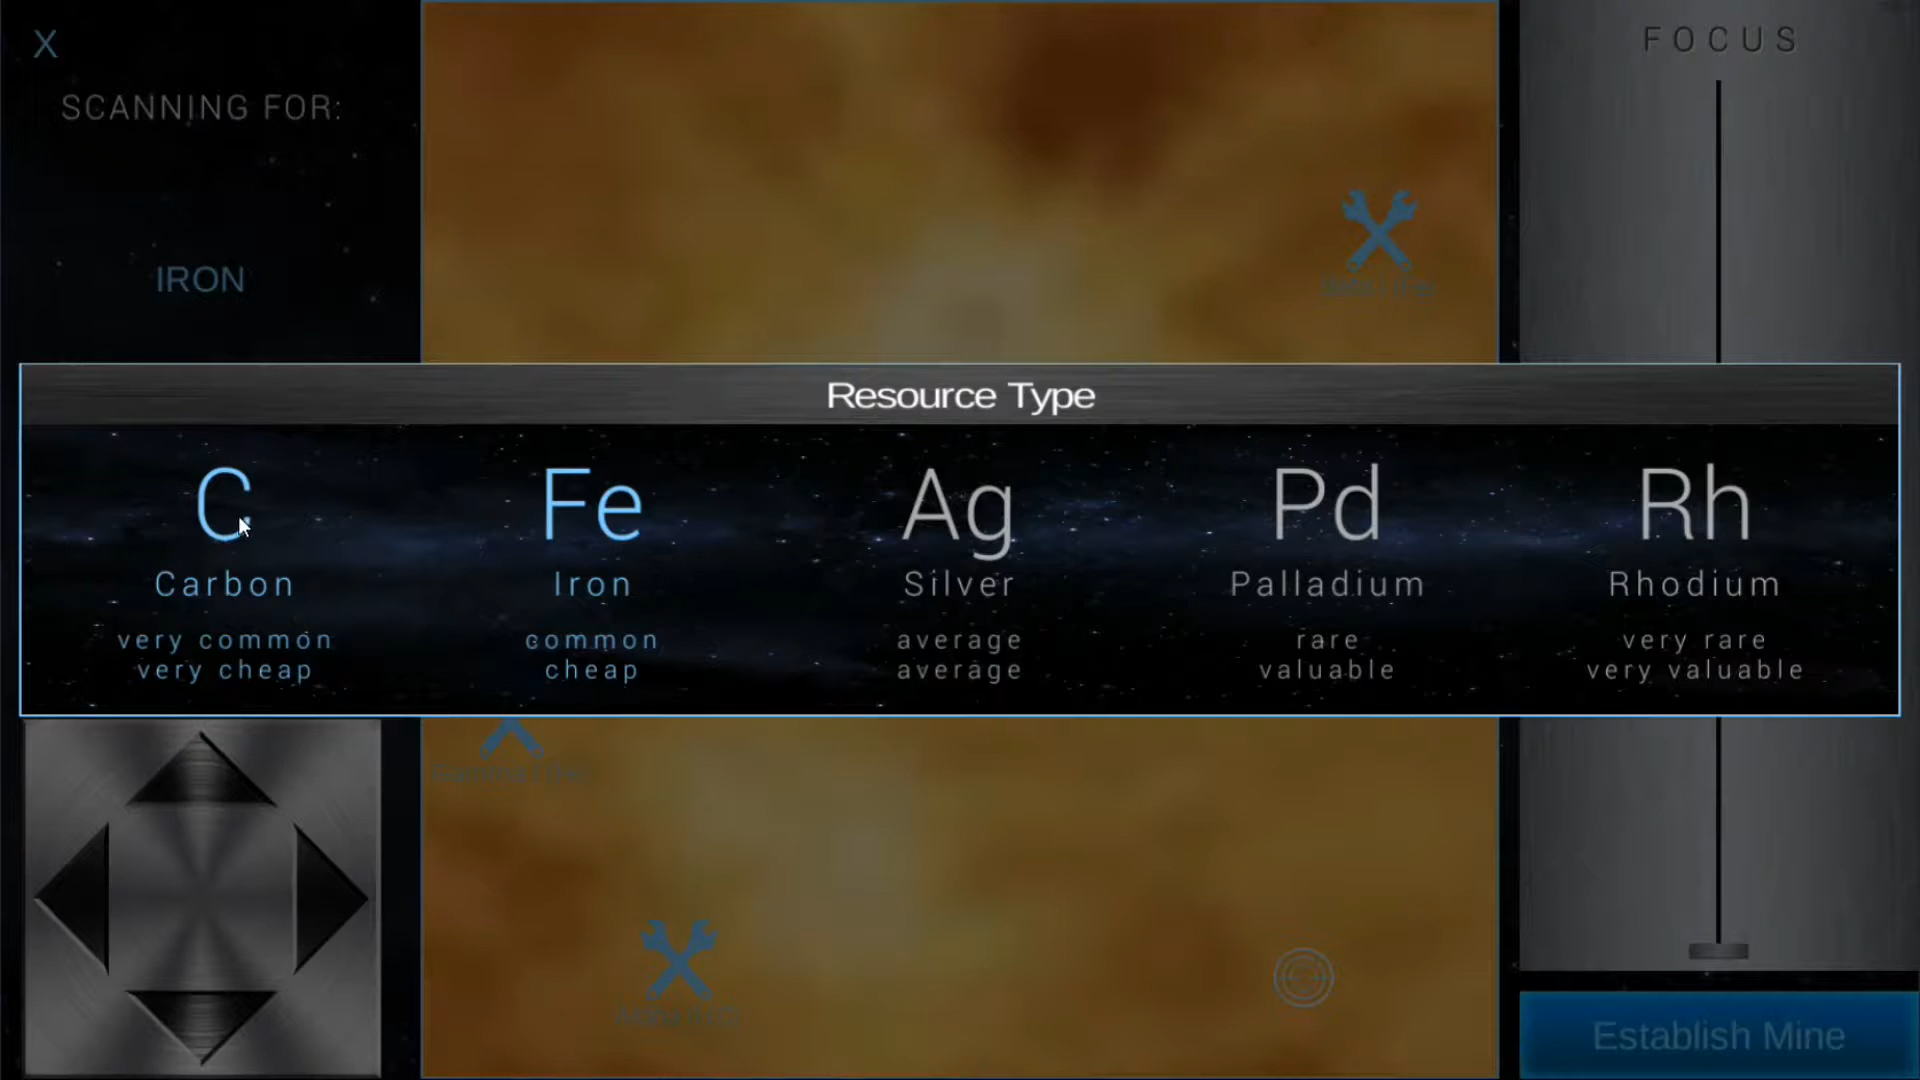 X
FOCUS
SCANNING FOR:
IRON
Resource Type
C
Fe
Ag
Pd
Rh
Carbon
Iron
Silver
Palladium
Rhodium
very common
common
average
rare
very rare
very cheap
cheap
average
valuable
very valuable
Establish Mine